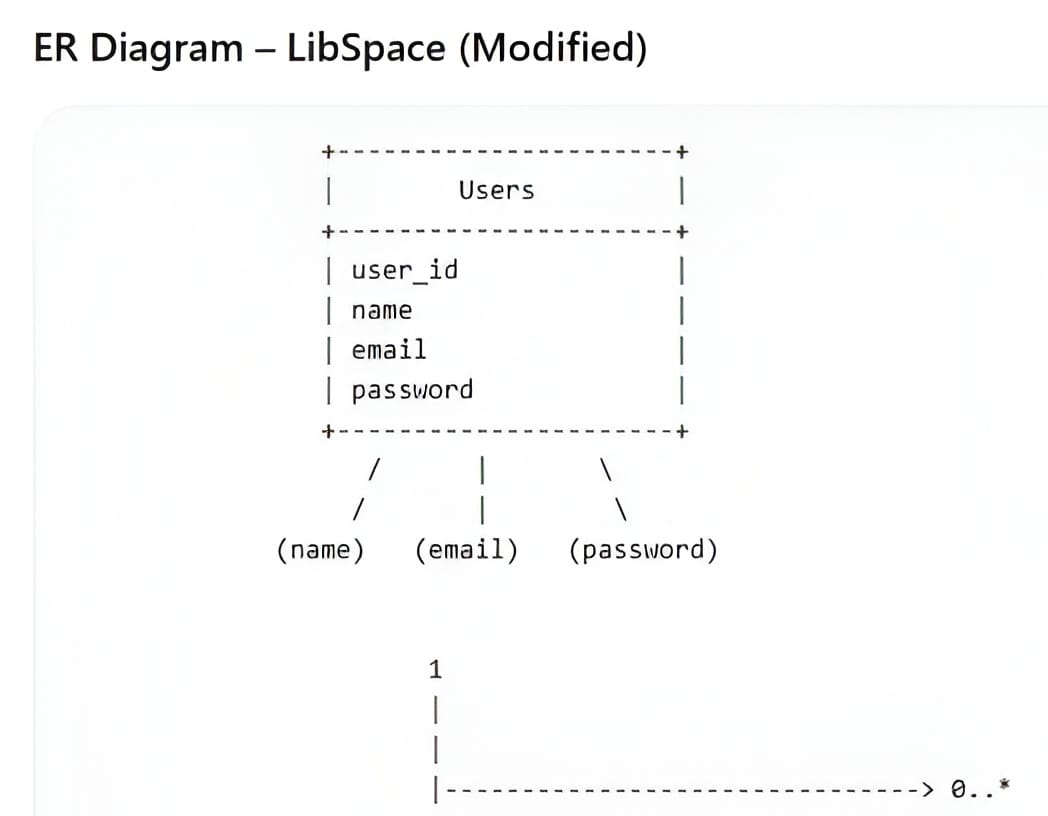 ER Diagram – LibSpace (Modified)
+----------------------+
|        Users         |
+----------------------+
| user_id              |
| name                 |
| email                |
| password             |
+----------------------+
/      |       \
/       |        \
(name)   (email)   (password)
1
|
|
|-------------------------------> 0..*